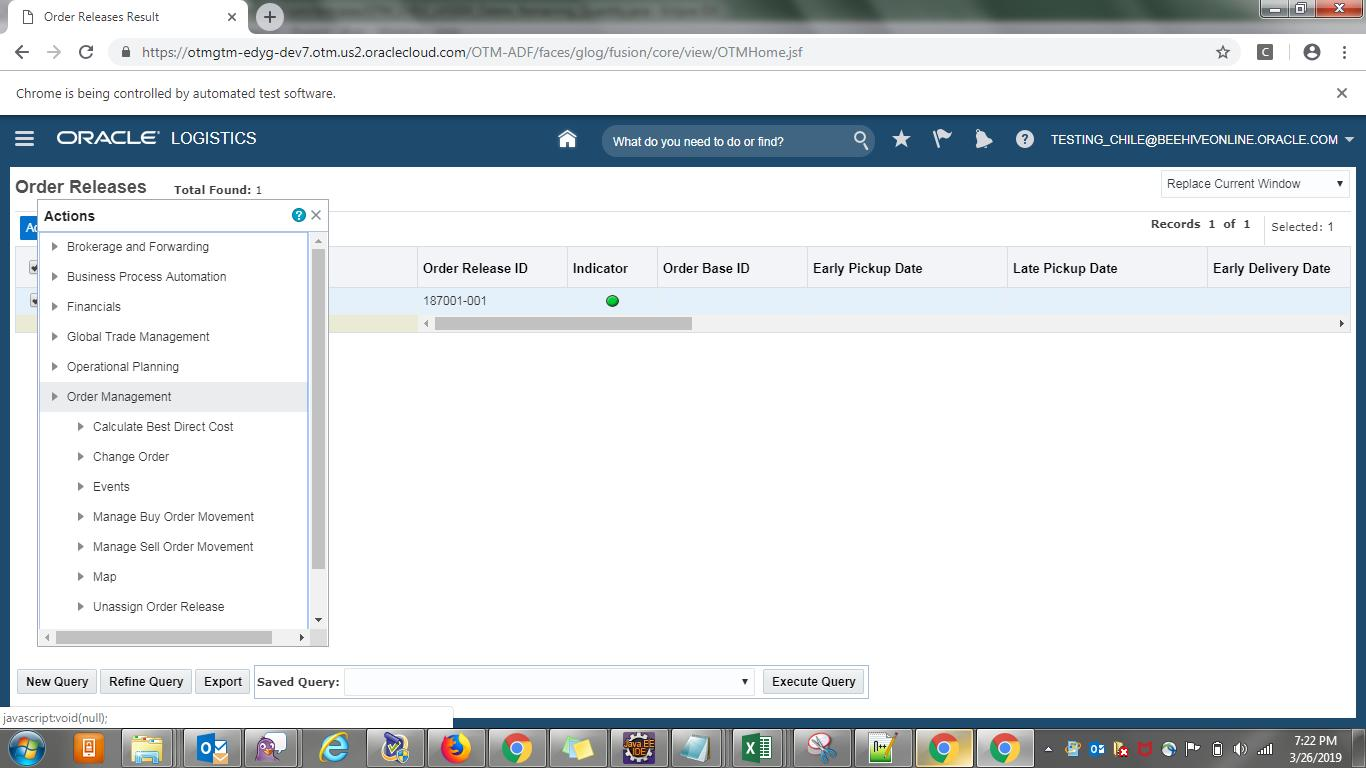 Order Releases Result
https://otmgtm-edyg-dev7.otm.us2.oraclecloud.com/OTM-ADF/faces/glog/fusion/core/view/OTMHome.jsf
C
Chrome is being controlled by automated test software.
ORACLE LOGISTICS
What do you need to do or find?
TESTING_CHILE@BEEHIVEONLINE.ORACLE.COM
Order Releases Total Found: 1
Replace Current Window
Records 1 of 1 Selected: 1
Order Release ID Indicator Order Base ID Early Pickup Date Late Pickup Date Early Delivery Date
187001-001
Actions
Brokerage and Forwarding
Business Process Automation
Financials
Global Trade Management
Operational Planning
Order Management
Calculate Best Direct Cost
Change Order
Events
Manage Buy Order Movement
Manage Sell Order Movement
Map
Unassign Order Release
New Query Refine Query Export Saved Query: Execute Query
javascript:void(null);
Java EE
IDE
7:22 PM
3/26/2019